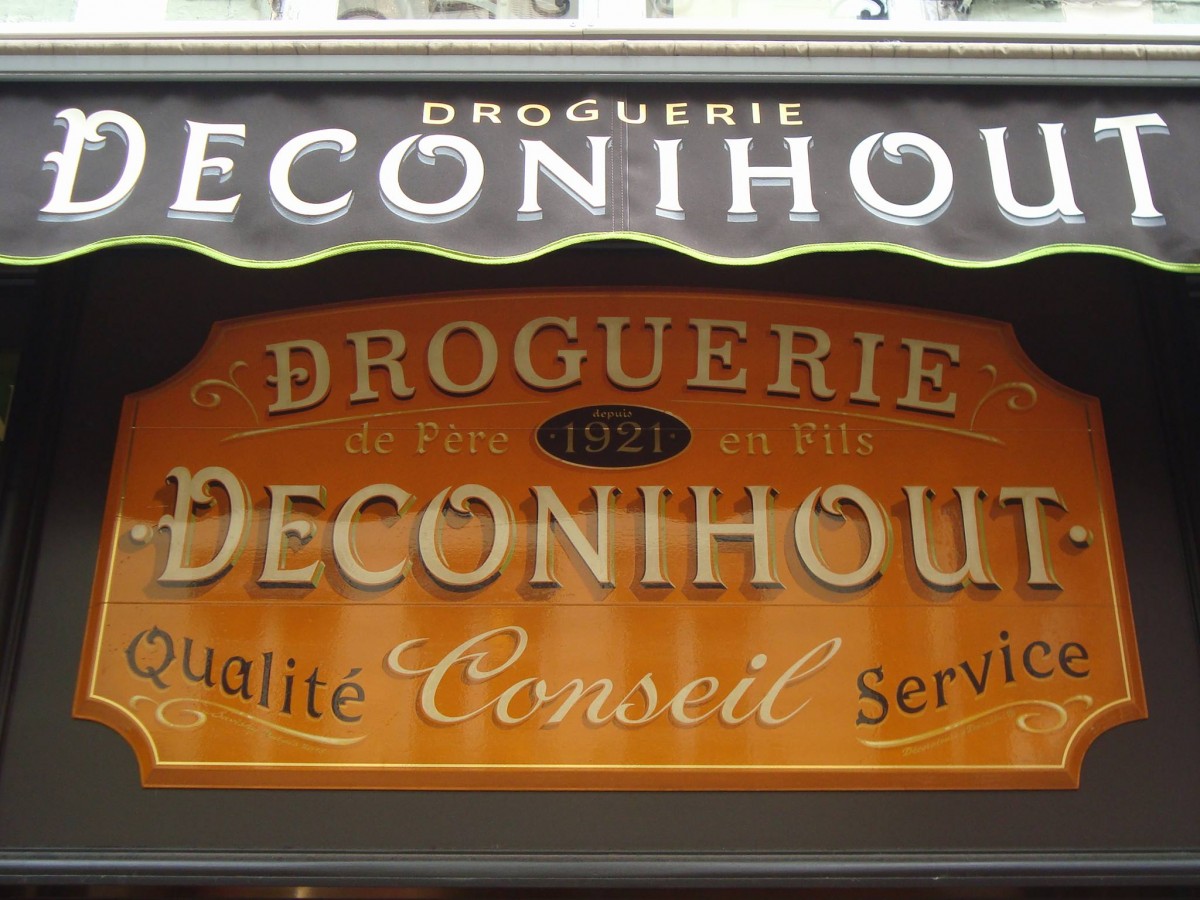 DROGUERIE
DECONIHOUT
DROGUERIE
de Père depuis 1921 en Fils
DECONIHOUT
Qualité Conseil Service